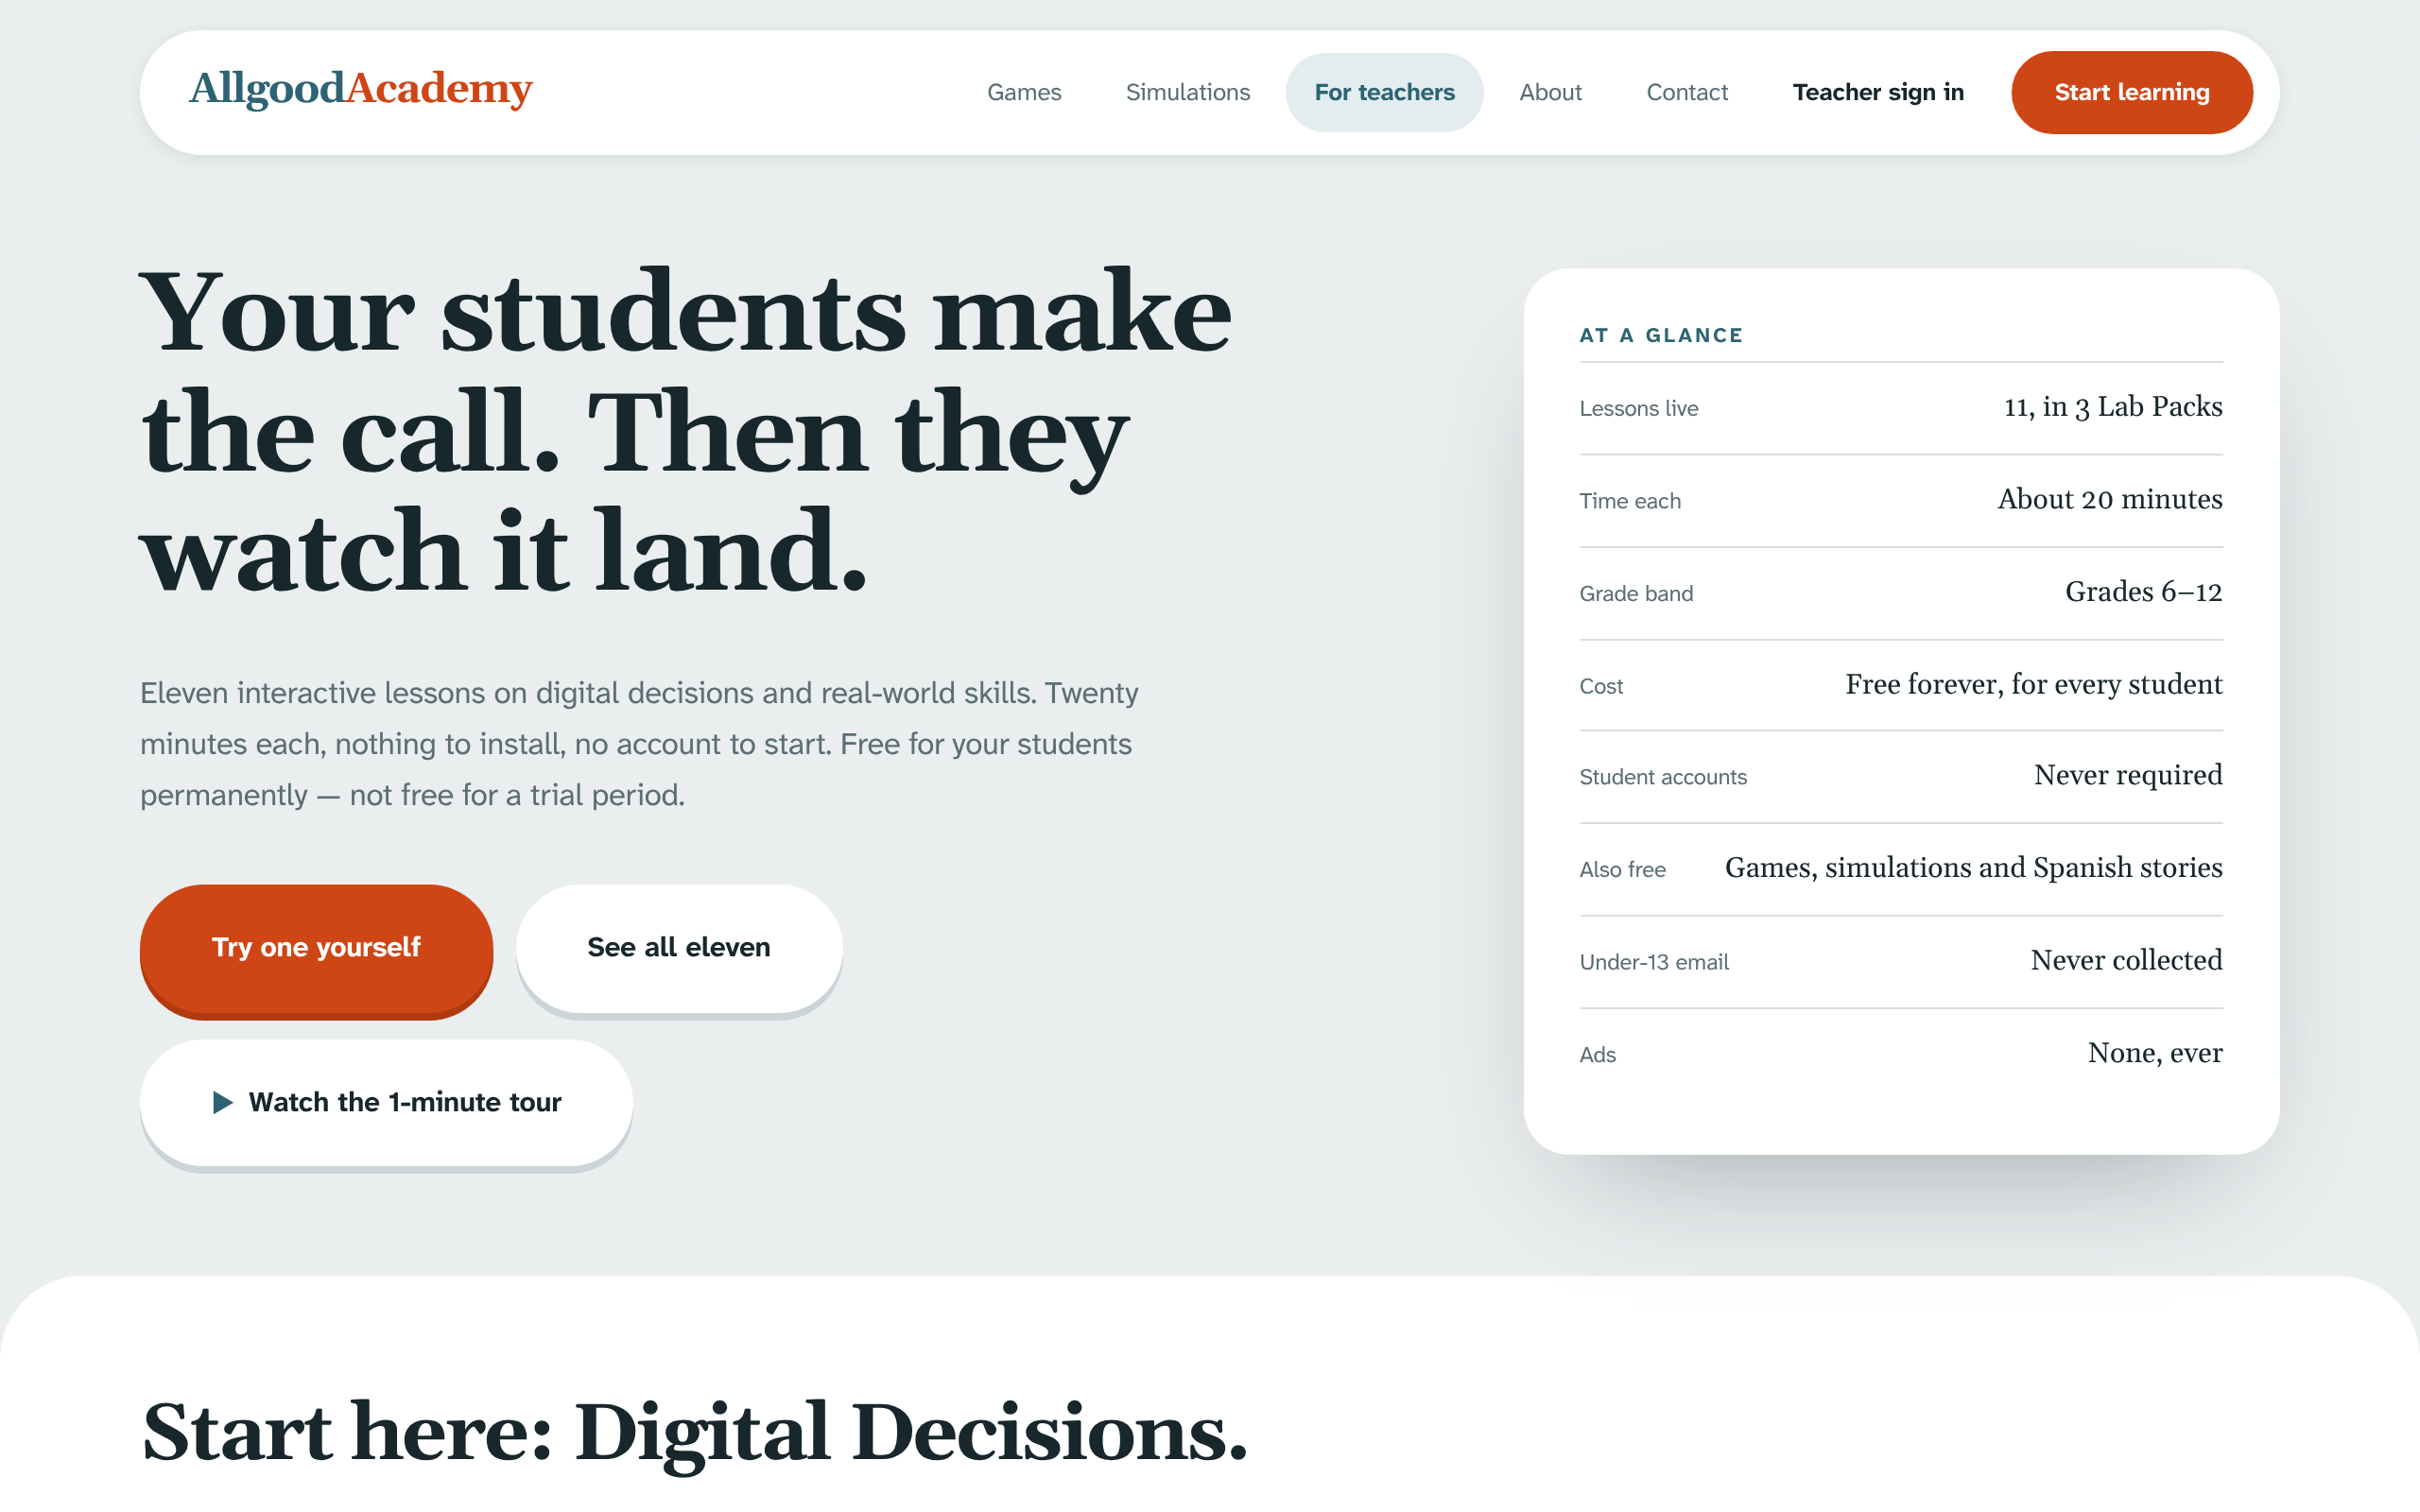 AllgoodAcademy
Games
Simulations
For teachers
About
Contact
Teacher sign in
Start learning
Your students make
the call. Then they
watch it land.
Eleven interactive lessons on digital decisions and real-world skills. Twenty
minutes each, nothing to install, no account to start. Free for your students
permanently — not free for a trial period.
Try one yourself
See all eleven
Watch the 1-minute tour
AT A GLANCE
Lessons live 11, in 3 Lab Packs
Time each About 20 minutes
Grade band Grades 6–12
Cost Free forever, for every student
Student accounts Never required
Also free Games, simulations and Spanish stories
Under-13 email Never collected
Ads None, ever
Start here: Digital Decisions.